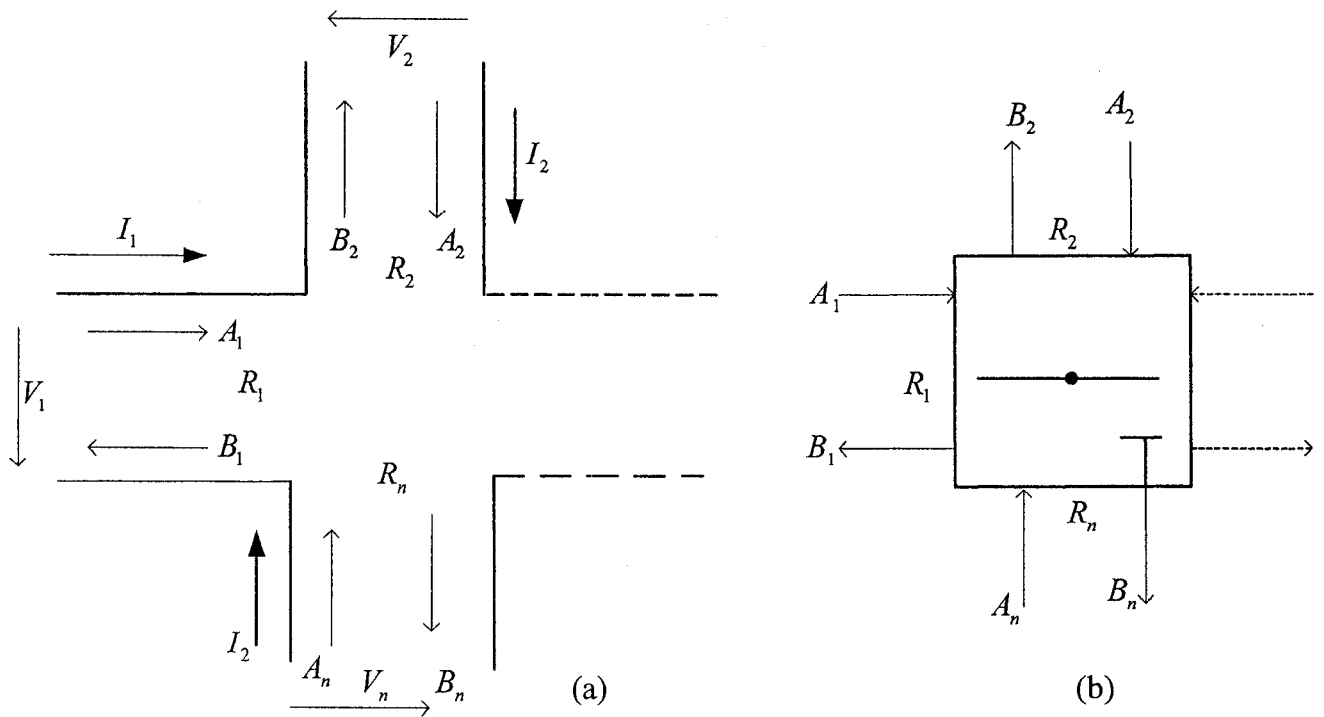 V₂
I₂
B₂
A₂
R₂
I₁
A₁
V₁
R₁
B₁
Rₙ
I₂
Aₙ
Vₙ
Bₙ
(a)
B₂
A₂
R₂
A₁
R₁
B₁
Rₙ
Aₙ
Bₙ
(b)